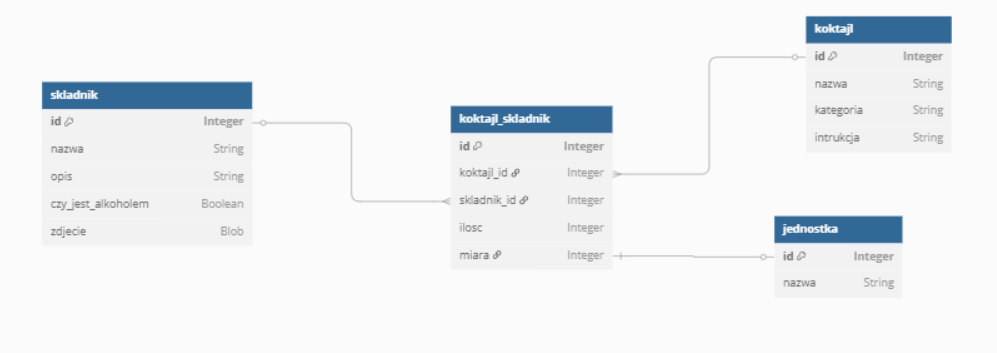 skladnik
id Integer
nazwa String
opis String
czy_jest_alkoholem Boolean
zdjecie Blob
koktajl_skladnik
id Integer
koktajl_id Integer
skladnik_id Integer
ilosc Integer
miara Integer
koktajl
id Integer
nazwa String
kategoria String
intrukcja String
jednostka
id Integer
nazwa String